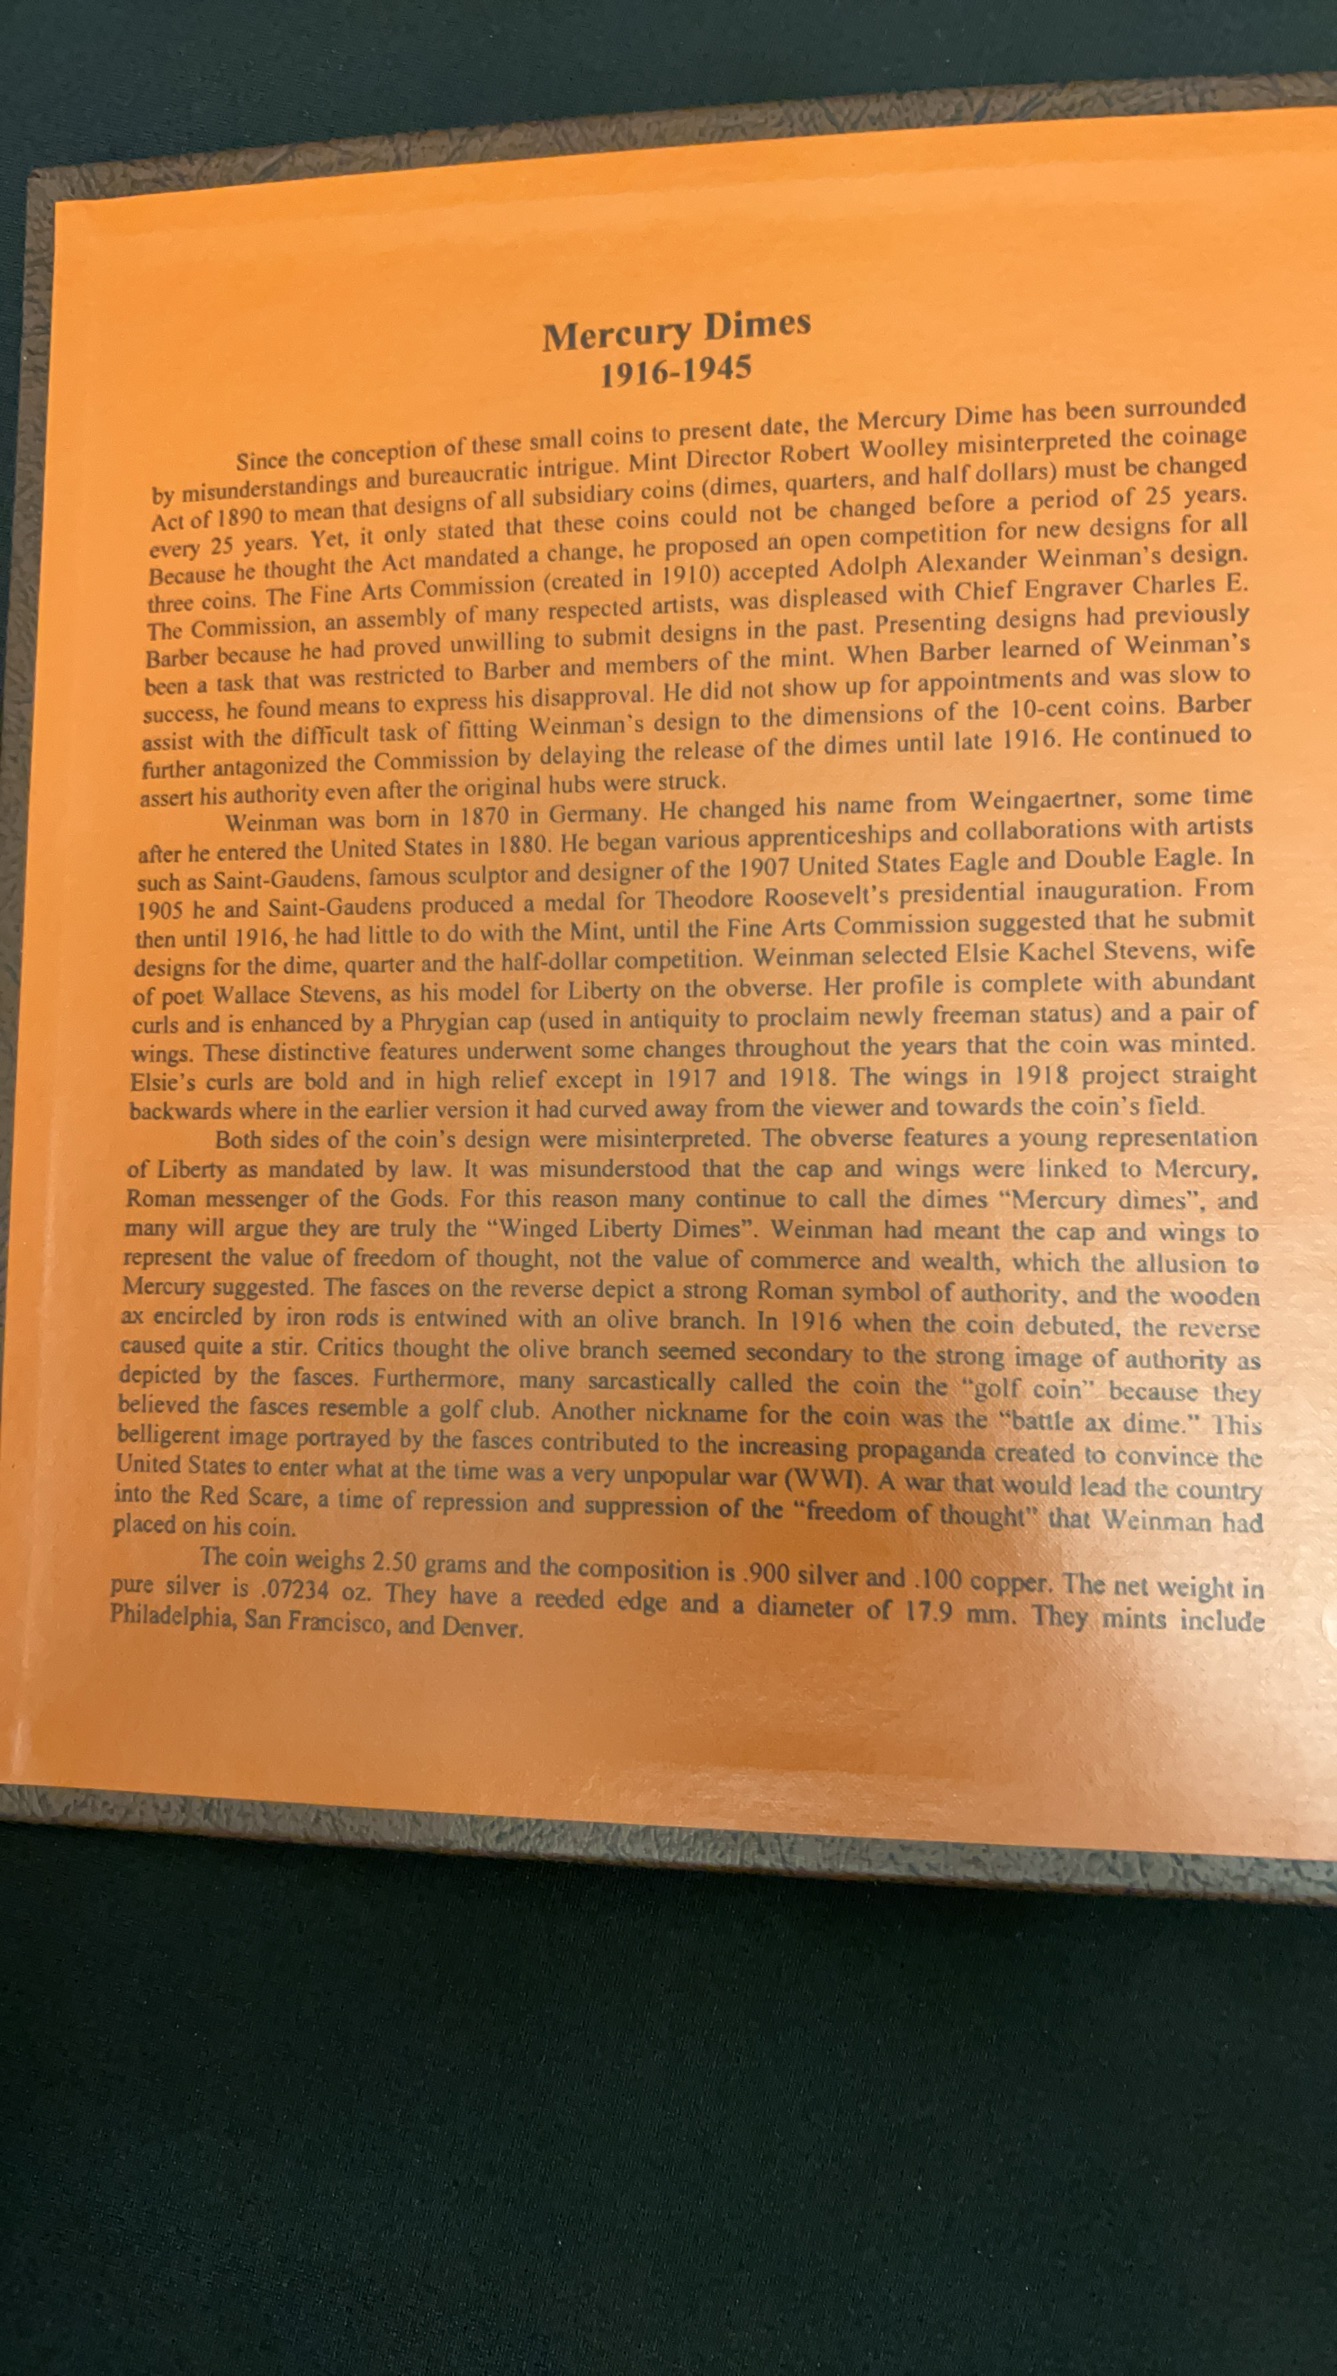 Mercury Dimes
1916-1945
Since the conception of these small coins to present date, the Mercury Dime has been surrounded
by misunderstandings and bureaucratic intrigue. Mint Director Robert Woolley misinterpreted the coinage
Act of 1890 to mean that designs of all subsidiary coins (dimes, quarters, and half dollars) must be changed
every 25 years. Yet, it only stated that these coins could not be changed before a period of 25 years.
Because he thought the Act mandated a change, he proposed an open competition for new designs for all
three coins. The Fine Arts Commission (created in 1910) accepted Adolph Alexander Weinman's design.
The Commission, an assembly of many respected artists, was displeased with Chief Engraver Charles E.
Barber because he had proved unwilling to submit designs in the past. Presenting designs had previously
been a task that was restricted to Barber and members of the mint. When Barber learned of Weinman's
success, he found means to express his disapproval. He did not show up for appointments and was slow to
assist with the difficult task of fitting Weinman's design to the dimensions of the 10-cent coins. Barber
further antagonized the Commission by delaying the release of the dimes until late 1916. He continued to
assert his authority even after the original hubs were struck.
Weinman was born in 1870 in Germany. He changed his name from Weingaertner, some time
after he entered the United States in 1880. He began various apprenticeships and collaborations with artists
such as Saint-Gaudens, famous sculptor and designer of the 1907 United States Eagle and Double Eagle. In
1905 he and Saint-Gaudens produced a medal for Theodore Roosevelt's presidential inauguration. From
then until 1916, he had little to do with the Mint, until the Fine Arts Commission suggested that he submit
designs for the dime, quarter and the half-dollar competition. Weinman selected Elsie Kachel Stevens, wife
of poet Wallace Stevens, as his model for Liberty on the obverse. Her profile is complete with abundant
curls and is enhanced by a Phrygian cap (used in antiquity to proclaim newly freeman status) and a pair of
wings. These distinctive features underwent some changes throughout the years that the coin was minted.
Elsie's curls are bold and in high relief except in 1917 and 1918. The wings in 1918 project straight
backwards where in the earlier version it had curved away from the viewer and towards the coin's field.
Both sides of the coin's design were misinterpreted. The obverse features a young representation
of Liberty as mandated by law. It was misunderstood that the cap and wings were linked to Mercury,
Roman messenger of the Gods. For this reason many continue to call the dimes "Mercury dimes", and
many will argue they are truly the "Winged Liberty Dimes". Weinman had meant the cap and wings to
represent the value of freedom of thought, not the value of commerce and wealth, which the allusion to
Mercury suggested. The fasces on the reverse depict a strong Roman symbol of authority, and the wooden
ax encircled by iron rods is entwined with an olive branch. In 1916 when the coin debuted, the reverse
caused quite a stir. Critics thought the olive branch seemed secondary to the strong image of authority as
depicted by the fasces. Furthermore, many sarcastically called the coin the "golf coin" because they
believed the fasces resemble a golf club. Another nickname for the coin was the "battle ax dime." This
belligerent image portrayed by the fasces contributed to the increasing propaganda created to convince the
United States to enter what at the time was a very unpopular war (WWI). A war that would lead the country
into the Red Scare, a time of repression and suppression of the "freedom of thought" that Weinman had
placed on his coin.
The coin weighs 2.50 grams and the composition is .900 silver and .100 copper. The net weight in
pure silver is .07234 oz. They have a reeded edge and a diameter of 17.9 mm. They mints include
Philadelphia, San Francisco, and Denver.